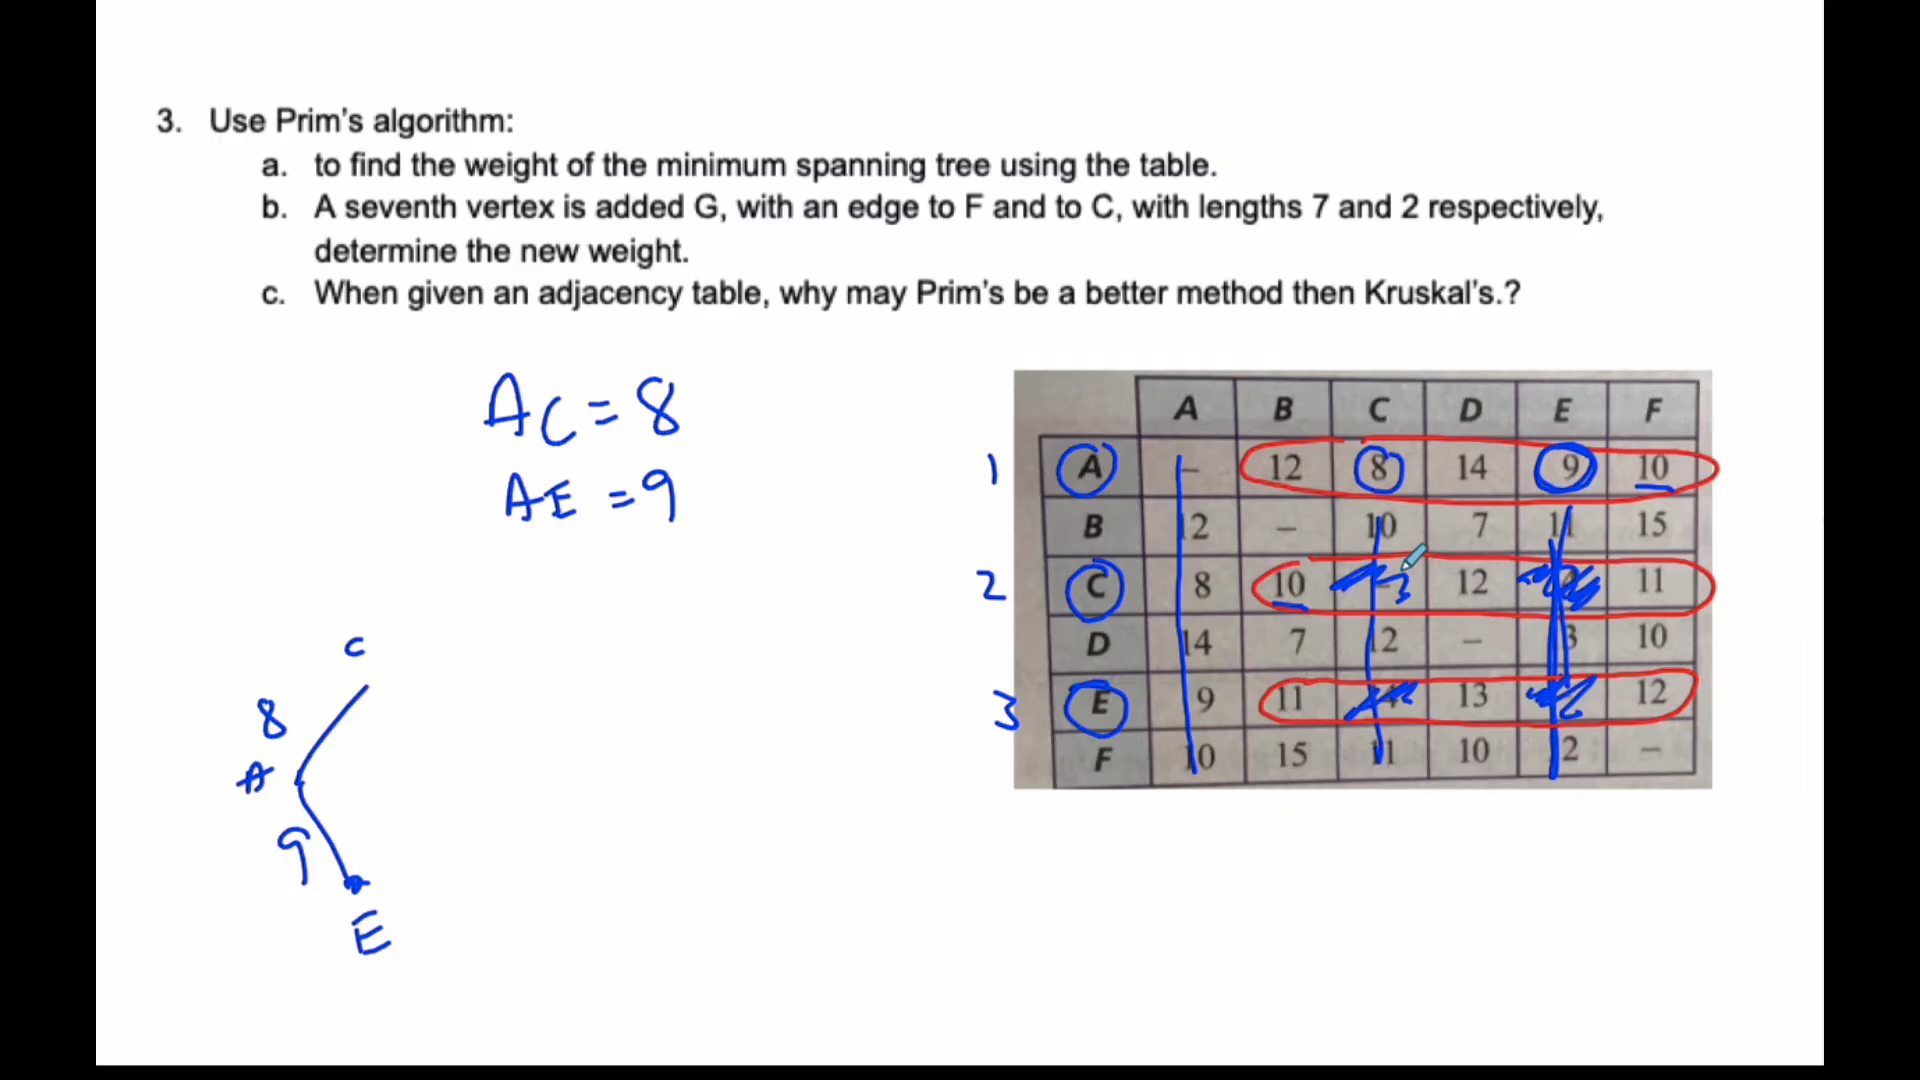 3. Use Prim's algorithm:
a. to find the weight of the minimum spanning tree using the table.
b. A seventh vertex is added G, with an edge to F and to C, with lengths 7 and 2 respectively,
determine the new weight.
c. When given an adjacency table, why may Prim's be a better method then Kruskal's.?
AC = 8
AE = 9
A B C D E F
1 A – 12 8 14 9 10
B 12 – 10 7 11 15
2 C 8 10 12 11
D 14 7 12 – 13 10
3 E 9 11 13 12
F 10 15 11 10 12 –
C
8
A
9
E